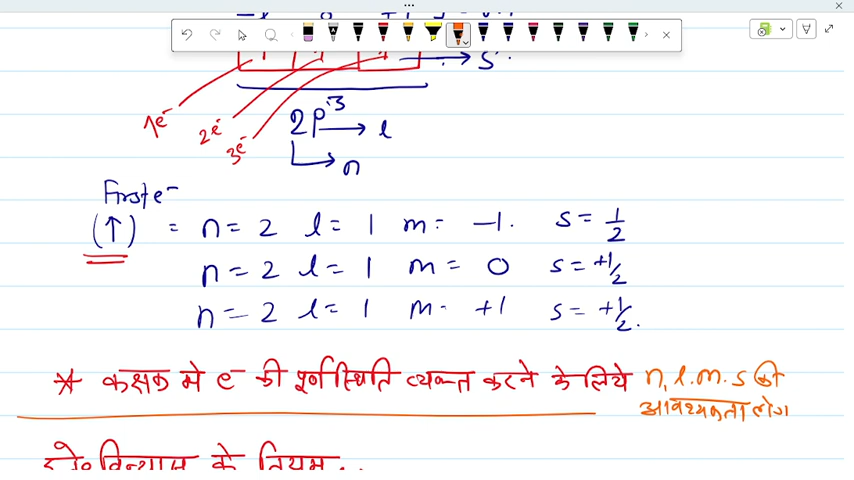 1e⁻ 2e⁻ 3e⁻
2p³ → l
n
First e⁻
(↑) = n = 2 l = 1 m = -1. s = 1/2
n = 2 l = 1 m = 0 s = +1/2
n = 2 l = 1 m = +1 s = +1/2.
* कक्षक मे e⁻ की पूर्ण स्थिति व्यक्त करने के लिये n, l, m, s की
आवश्यकता
विन्यास के नियम